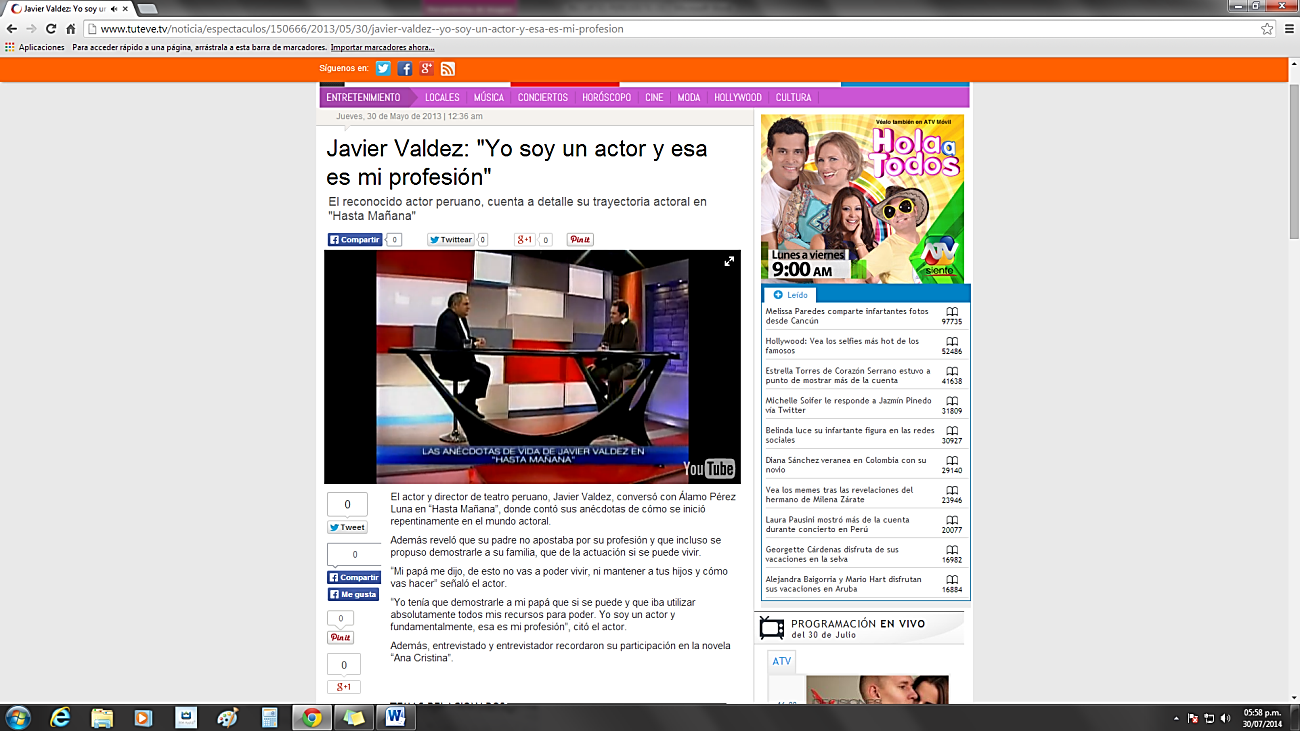 Javier Valdez: Yo soy un
www.tuteve.tv/noticia/espectaculos/150666/2013/05/30/javier-valdez--yo-soy-un-actor-y-esa-es-mi-profesion
Aplicaciones Para acceder rápido a una página, arrástrala a esta barra de marcadores. Importar marcadores ahora...
Síguenos en:
ENTRETENIMIENTO LOCALES MÚSICA CONCIERTOS HORÓSCOPO CINE MODA HOLLYWOOD CULTURA
Jueves, 30 de Mayo de 2013 | 12:36 am
Javier Valdez: "Yo soy un actor y esa
es mi profesión"
El reconocido actor peruano, cuenta a detalle su trayectoria actoral en
"Hasta Mañana"
Compartir 0 Twittear 0 g+1 0 Pinit
LAS ANÉCDOTAS DE VIDA DE JAVIER VALDEZ EN
"HASTA MAÑANA"
YouTube
0
Tweet
0
Compartir
Me gusta
0
Pinit
0
g+1
El actor y director de teatro peruano, Javier Valdez, conversó con Álamo Pérez
Luna en "Hasta Mañana", donde contó sus anécdotas de cómo se inició
repentinamente en el mundo actoral.
Además reveló que su padre no apostaba por su profesión y que incluso se
propuso demostrarle a su familia, que de la actuación si se puede vivir.
"Mi papá me dijo, de esto no vas a poder vivir, ni mantener a tus hijos y cómo
vas hacer" señaló el actor.
"Yo tenía que demostrarle a mi papá que si se puede y que iba utilizar
absolutamente todos mis recursos para poder. Yo soy un actor y
fundamentalmente, esa es mi profesión", citó el actor.
Además, entrevistado y entrevistador recordaron su participación en la novela
"Ana Cristina".
Véalo también en ATV Móvil
Hola a
Todos
Lunes a viernes
9:00 AM
ATV
siente
Leído
Melissa Paredes comparte infartantes fotos
desde Cancún 97735
Hollywood: Vea los selfies más hot de los
famosos 52486
Estrella Torres de Corazón Serrano estuvo a
punto de mostrar más de la cuenta 41638
Michelle Soifer le responde a Jazmín Pinedo
vía Twitter 31809
Belinda luce su infartante figura en las redes
sociales 30927
Diana Sánchez veranea en Colombia con su
novio 29140
Vea los memes tras las revelaciones del
hermano de Milena Zárate 23946
Laura Pausini mostró más de la cuenta
durante concierto en Perú 20077
Georgette Cárdenas disfruta de sus
vacaciones en la selva 16982
Alejandra Baigorria y Mario Hart disfrutan
sus vacaciones en Aruba 16884
PROGRAMACIÓN EN VIVO
del 30 de Julio
ATV
05:58 p.m.
30/07/2014